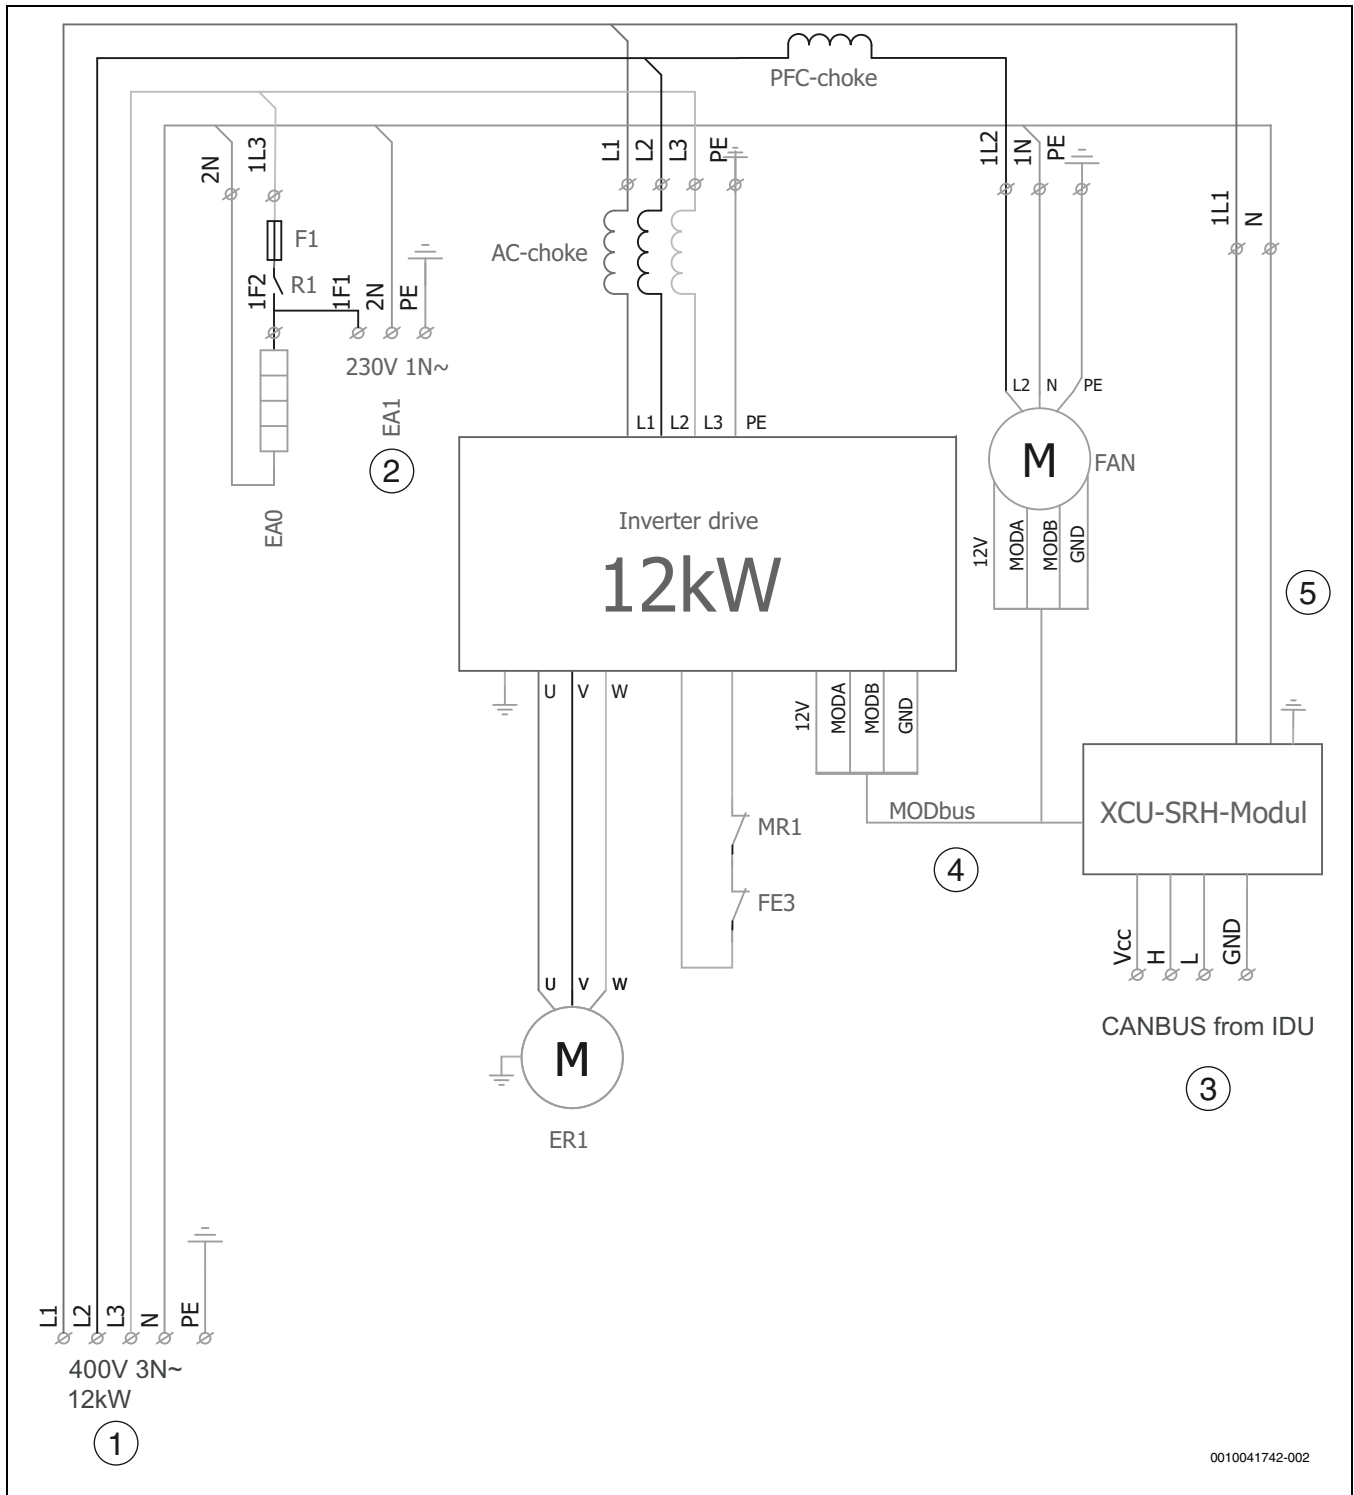 PFC-choke
2N
1L3
L1
L2
L3
PE
1L2
1N
PE
1L1
N
F1
R1
1F2
1F1
2N
PE
AC-choke
230V 1N~
EA1
2
EA0
L1
L2
L3
PE
L2
N
PE
M
FAN
12V
MODA
MODB
GND
Inverter drive
12kW
5
U
V
W
12V
MODA
MODB
GND
MODbus
4
XCU-SRH-Modul
MR1
FE3
Vcc
H
L
GND
CANBUS from IDU
3
U
V
W
M
ER1
L1
L2
L3
N
PE
400V 3N~
12kW
1
0010041742-002